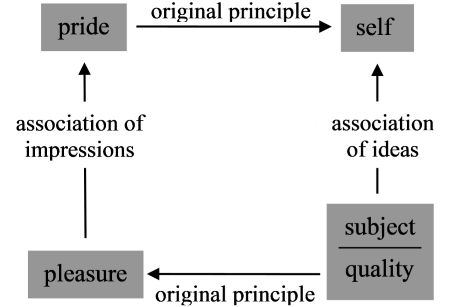 original principle
pride
self
association of
impressions
association
of ideas
subject
quality
pleasure
original principle